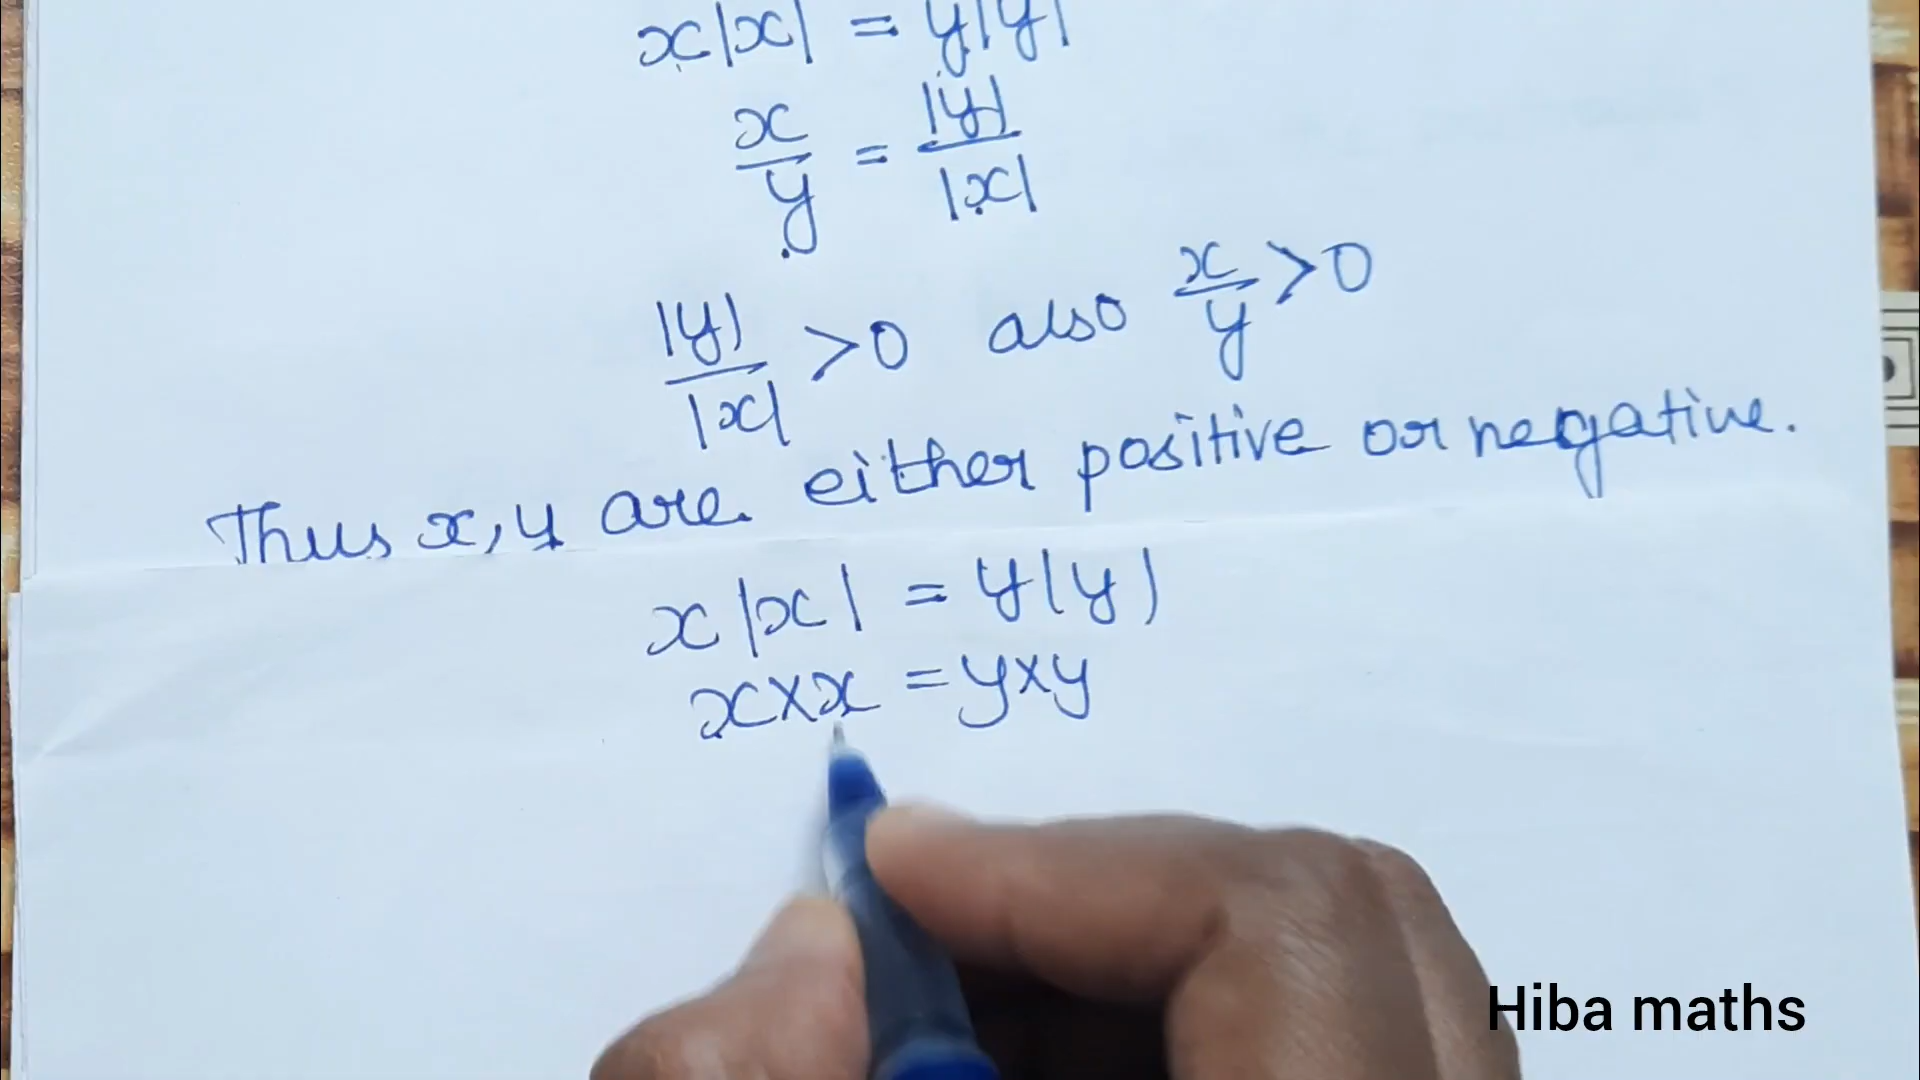 x|x| = y|y|
x/y = |y|/|x|
|y|/|x| >0 also x/y >0
Thus x, y are either positive or negative.
x|x| = y|y|
x×x = y×y
Hiba maths